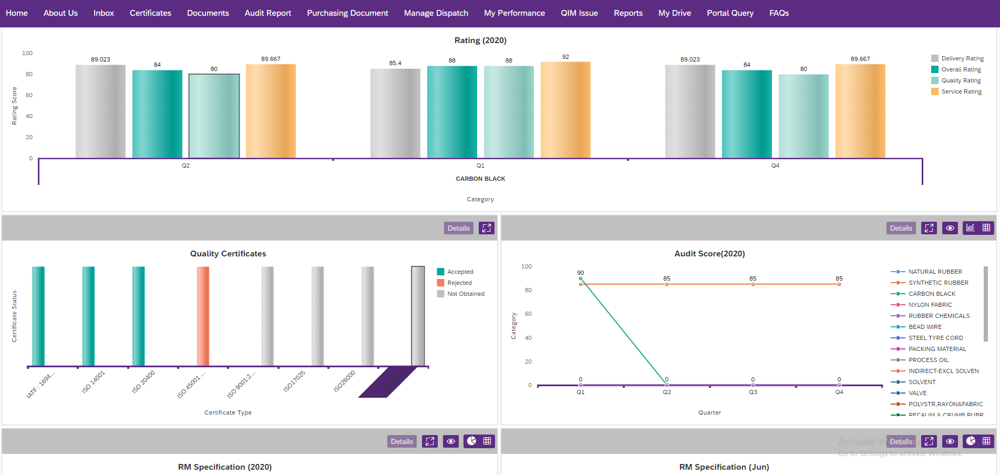 Home About Us Inbox Certificates Documents Audit Report Purchasing Document Manage Dispatch My Performance QIM Issue Reports My Drive Portal Query FAQs
Rating (2020)
100
80
60
40
20
0
Rating Score
89.023 84 80 89.667 85.4 88 88 92 89.023 84 80 89.667
Q2 Q1 Q4
CARBON BLACK
Category
Delivery Rating
Overall Rating
Quality Rating
Service Rating
Details
Quality Certificates
Certificate Status
IATF : 1694... ISO 14001 ISO 20400 ISO 45001 ... ISO 9001:2... ISO17025 ISO26000
Certificate Type
Accepted
Rejected
Not Obtained
Details
Audit Score(2020)
100
80
60
40
20
0
Category
90 85 85 85
0 0 0 0
Q1 Q2 Q3 Q4
Quarter
NATURAL RUBBER
SYNTHETIC RUBBER
CARBON BLACK
NYLON FABRIC
RUBBER CHEMICALS
BEAD WIRE
STEEL TYRE CORD
PACKING MATERIAL
PROCESS OIL
INDIRECT-EXCL SOLVEN
SOLVENT
VALVE
POLYSTR,RAYON&FABRIC
RECALIM & CRUMB RUBR
Details
RM Specification (2020)
Details
Activate Windows
Go to Settings to activate Windows.
RM Specification (Jun)